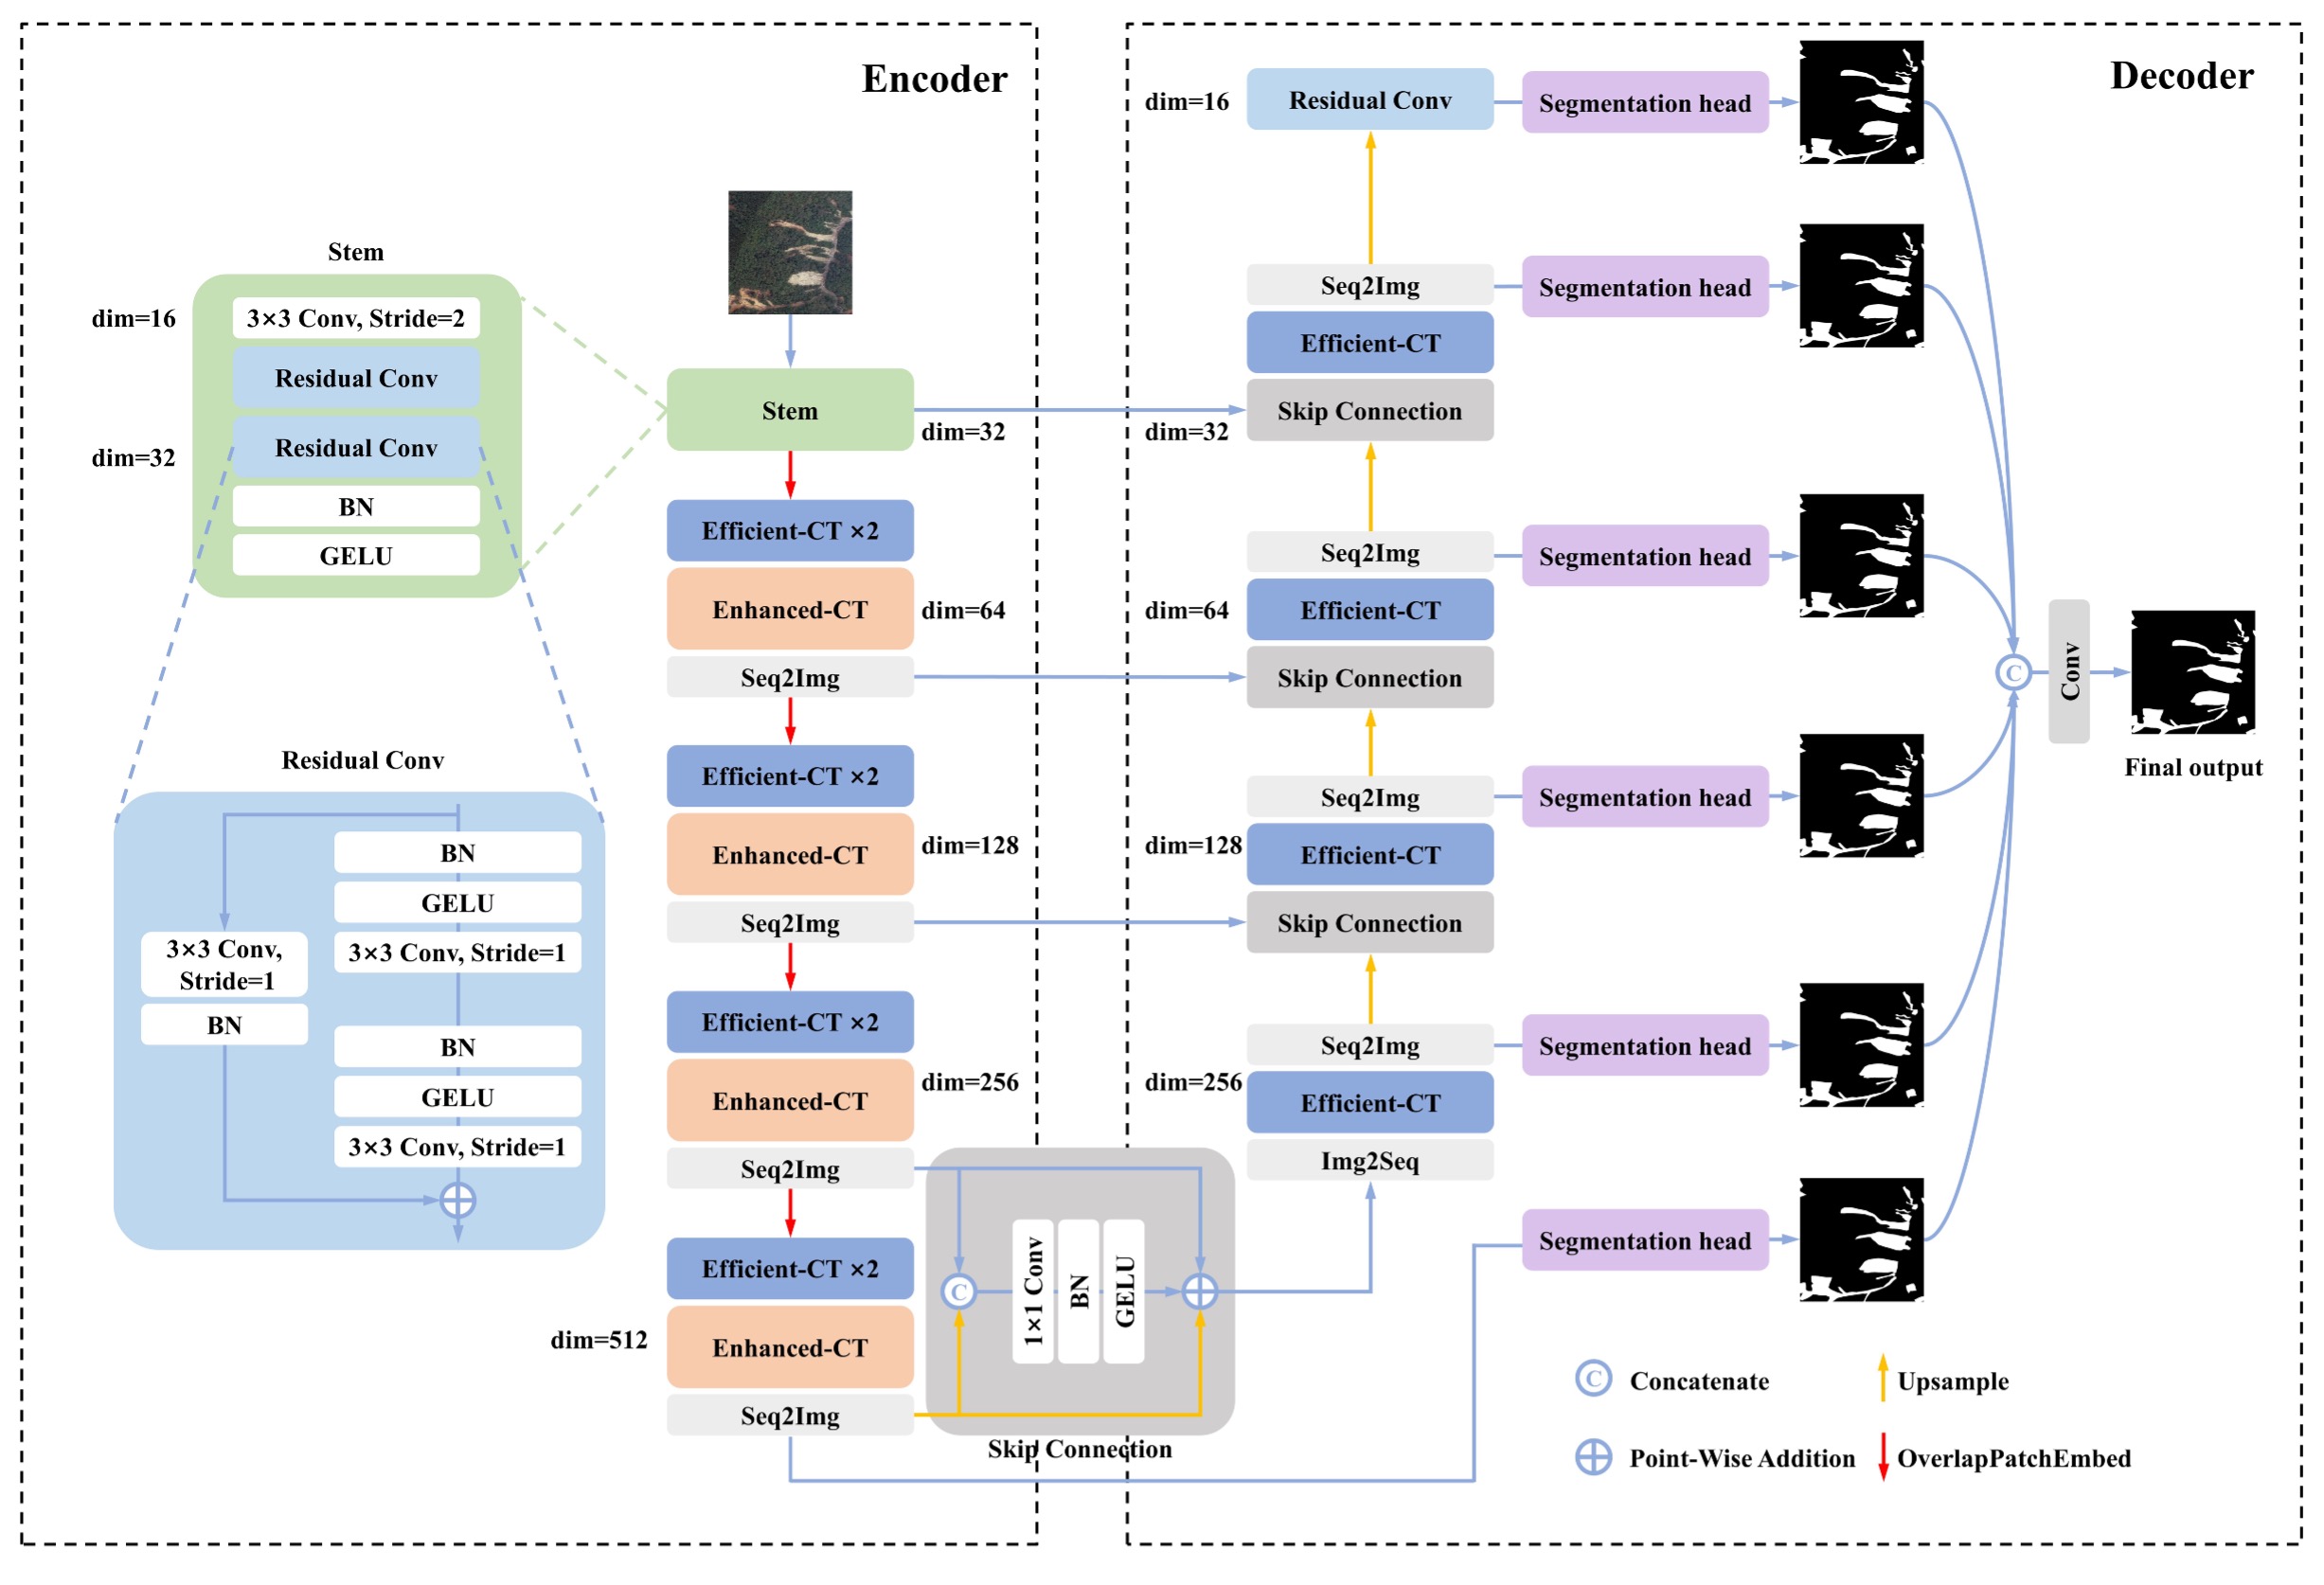 Encoder
Stem
dim=16
3×3 Conv, Stride=2
Residual Conv
dim=32
Residual Conv
BN
GELU
Residual Conv
BN
GELU
3×3 Conv, Stride=1
3×3 Conv,
Stride=1
BN
BN
GELU
3×3 Conv, Stride=1
Stem
dim=32
Efficient-CT ×2
Enhanced-CT
dim=64
Seq2Img
Efficient-CT ×2
Enhanced-CT
dim=128
Seq2Img
Efficient-CT ×2
Enhanced-CT
dim=256
Seq2Img
Efficient-CT ×2
dim=512
Enhanced-CT
Seq2Img
C
1×1 Conv
BN
GELU
Skip Connection
Decoder
dim=16
Residual Conv
Segmentation head
Seq2Img
Segmentation head
Efficient-CT
Skip Connection
dim=32
Seq2Img
Segmentation head
dim=64
Efficient-CT
Skip Connection
Seq2Img
Segmentation head
dim=128
Efficient-CT
Skip Connection
Seq2Img
Segmentation head
dim=256
Efficient-CT
Img2Seq
Segmentation head
C
Conv
Final output
C
Concatenate
Upsample
Point-Wise Addition
OverlapPatchEmbed